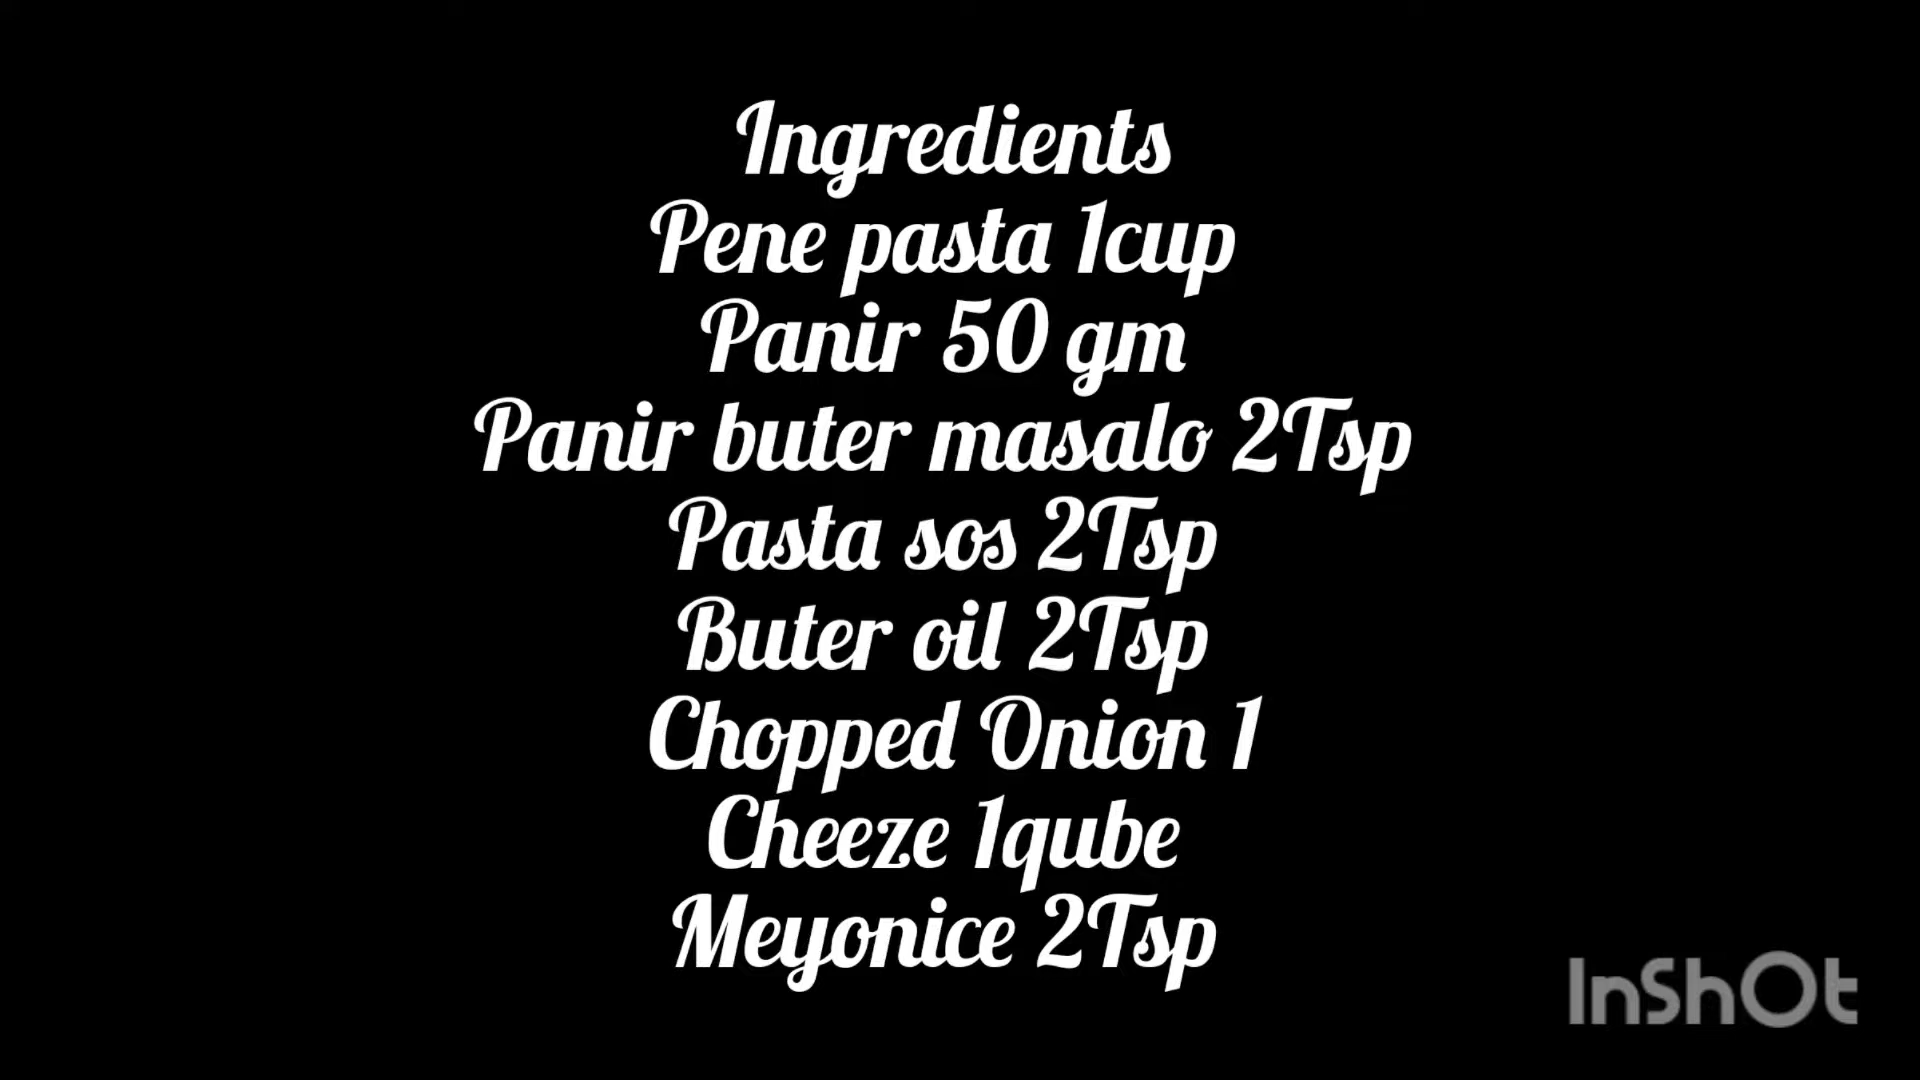 Ingredients
Pene pasta 1cup
Panir 50 gm
Panir buter masalo 2Tsp
Pasta sos 2Tsp
Buter oil 2Tsp
Chopped Onion 1
Cheeze 1qube
Meyonice 2Tsp
InShOt